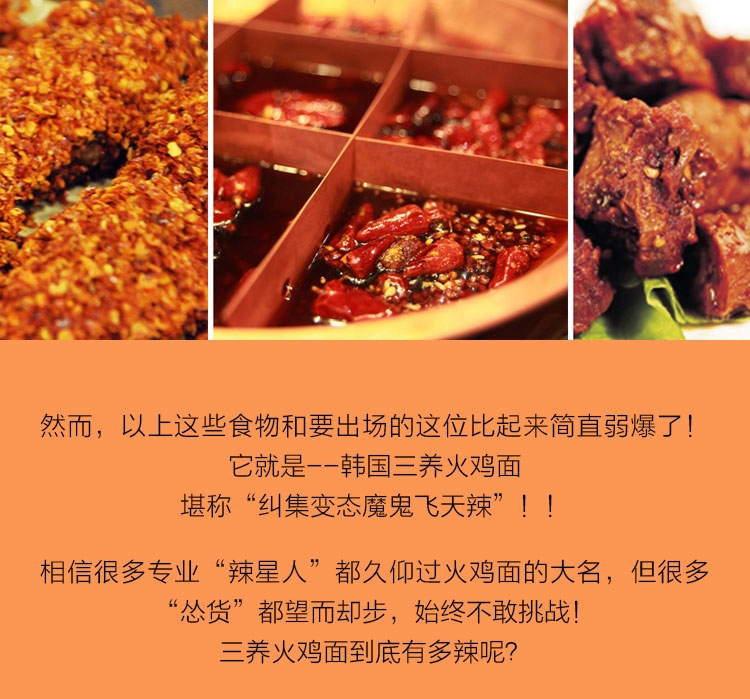 然而，以上这些食物和要出场的这位比起来简直弱爆了！
它就是--韩国三养火鸡面
堪称“纠集变态魔鬼飞天辣”！！
相信很多专业“辣星人”都久仰过火鸡面的大名，但很多
“怂货”都望而却步，始终不敢挑战！
三养火鸡面到底有多辣呢？